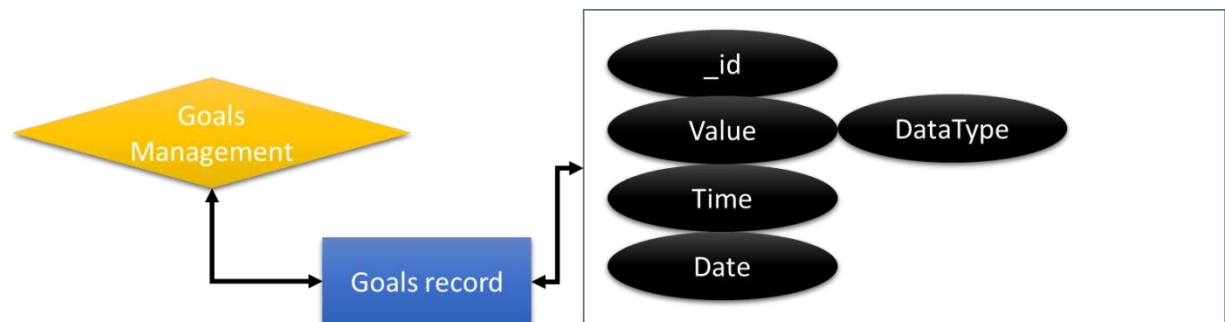 _id
Goals
Management
Value
DataType
Time
Date
Goals record